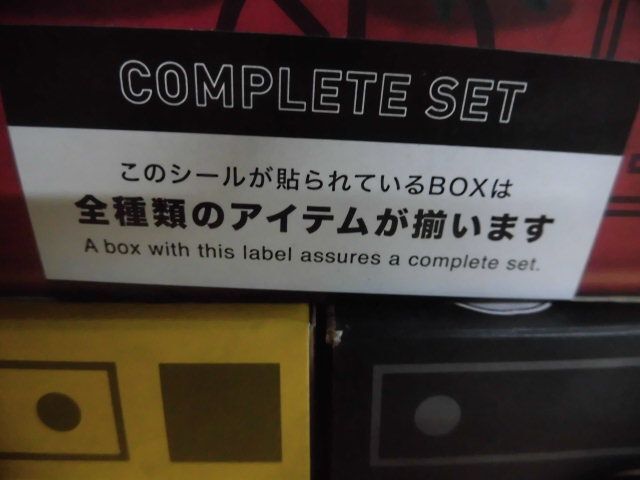 COMPLETE SET
このシールが貼られているBOXは
全種類のアイテムが揃います
A box with this label assures a complete set.